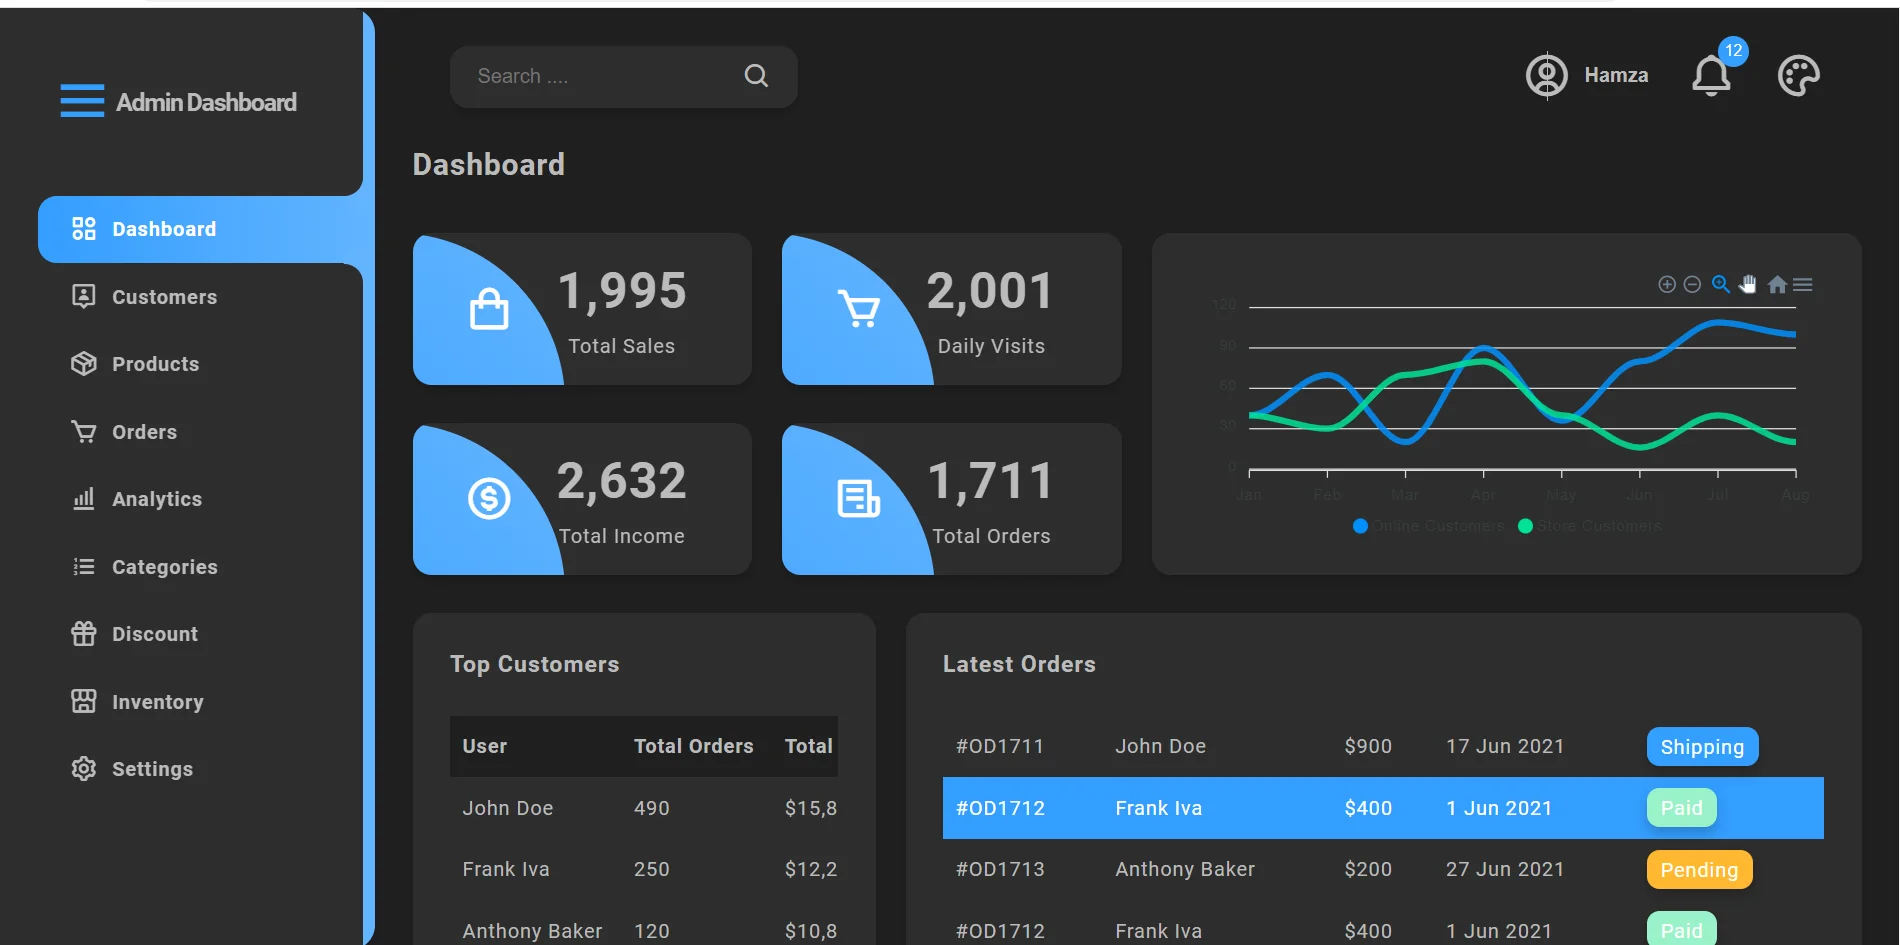 Admin Dashboard
Search ....
Hamza
12
Dashboard
Customers
Products
Orders
Analytics
Categories
Discount
Inventory
Settings
Dashboard
1,995
Total Sales
2,001
Daily Visits
2,632
Total Income
1,711
Total Orders
120
90
60
30
0
Jan Feb Mar Apr May Jun Jul Aug
Online Customers Store Customers
Top Customers
User Total Orders Total
John Doe 490 $15,8
Frank Iva 250 $12,2
Anthony Baker 120 $10,8
Latest Orders
#OD1711 John Doe $900 17 Jun 2021 Shipping
#OD1712 Frank Iva $400 1 Jun 2021 Paid
#OD1713 Anthony Baker $200 27 Jun 2021 Pending
#OD1712 Frank Iva $400 1 Jun 2021 Paid